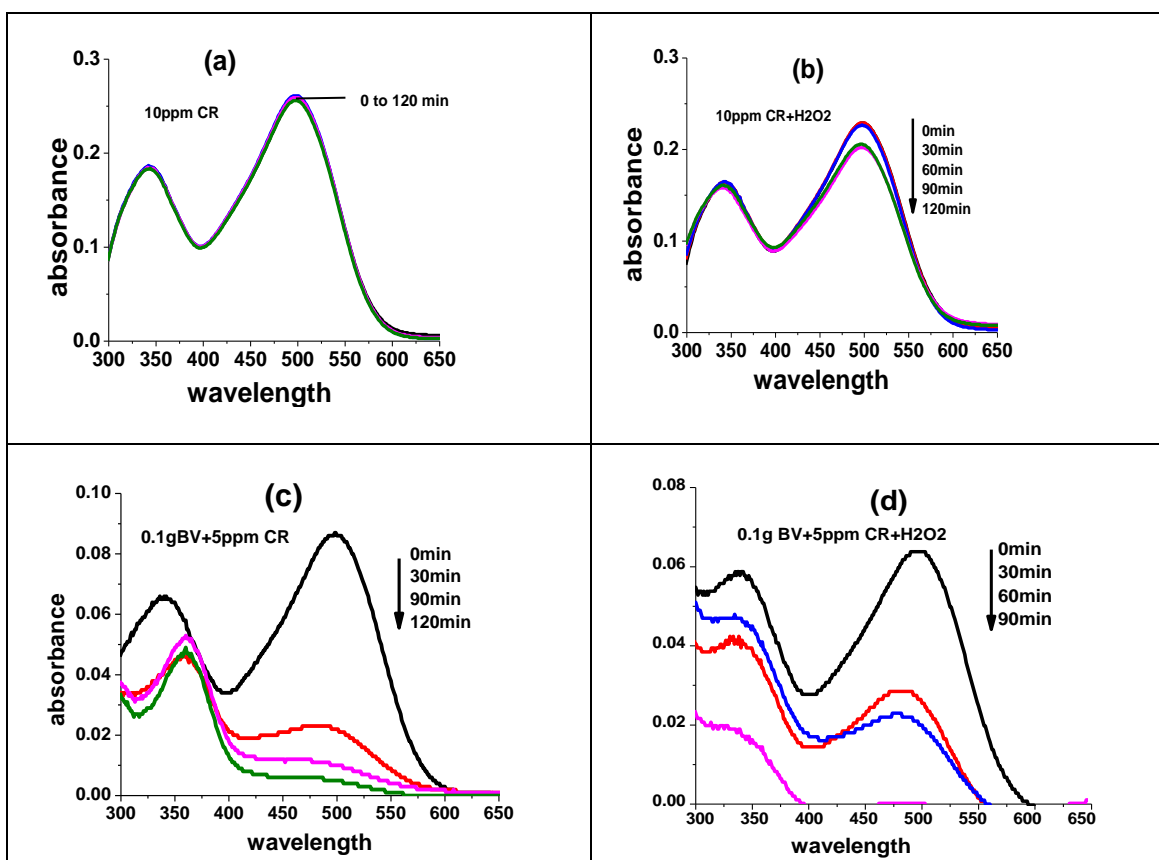 (a)
0.3
0.2
0.1
0.0
absorbance
10ppm CR
0 to 120 min
300 350 400 450 500 550 600 650
wavelength
(b)
0.3
0.2
0.1
0.0
absorbance
10ppm CR+H2O2
0min
30min
60min
90min
120min
300 350 400 450 500 550 600 650
wavelength
(c)
0.10
0.08
0.06
0.04
0.02
0.00
absorbance
0.1gBV+5ppm CR
0min
30min
90min
120min
300 350 400 450 500 550 600 650
wavelength
(d)
0.08
0.06
0.04
0.02
0.00
absorbance
0.1g BV+5ppm CR+H2O2
0min
30min
60min
90min
300 350 400 450 500 550 600 650
wavelength